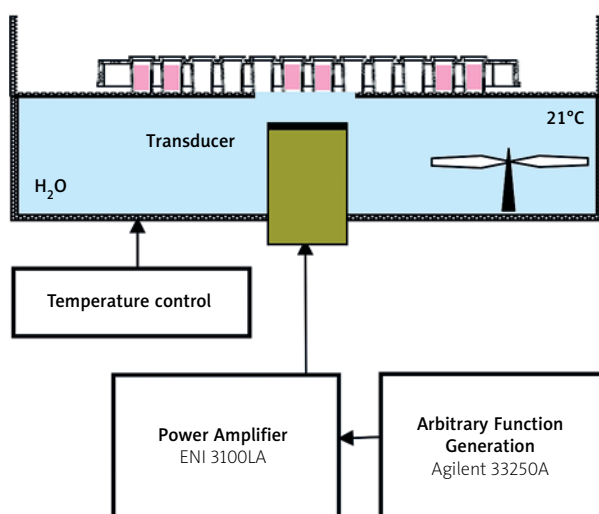 21°C
Transducer
H₂O
Temperature control
Power Amplifier
ENI 3100LA
Arbitrary Function
Generation
Agilent 33250A